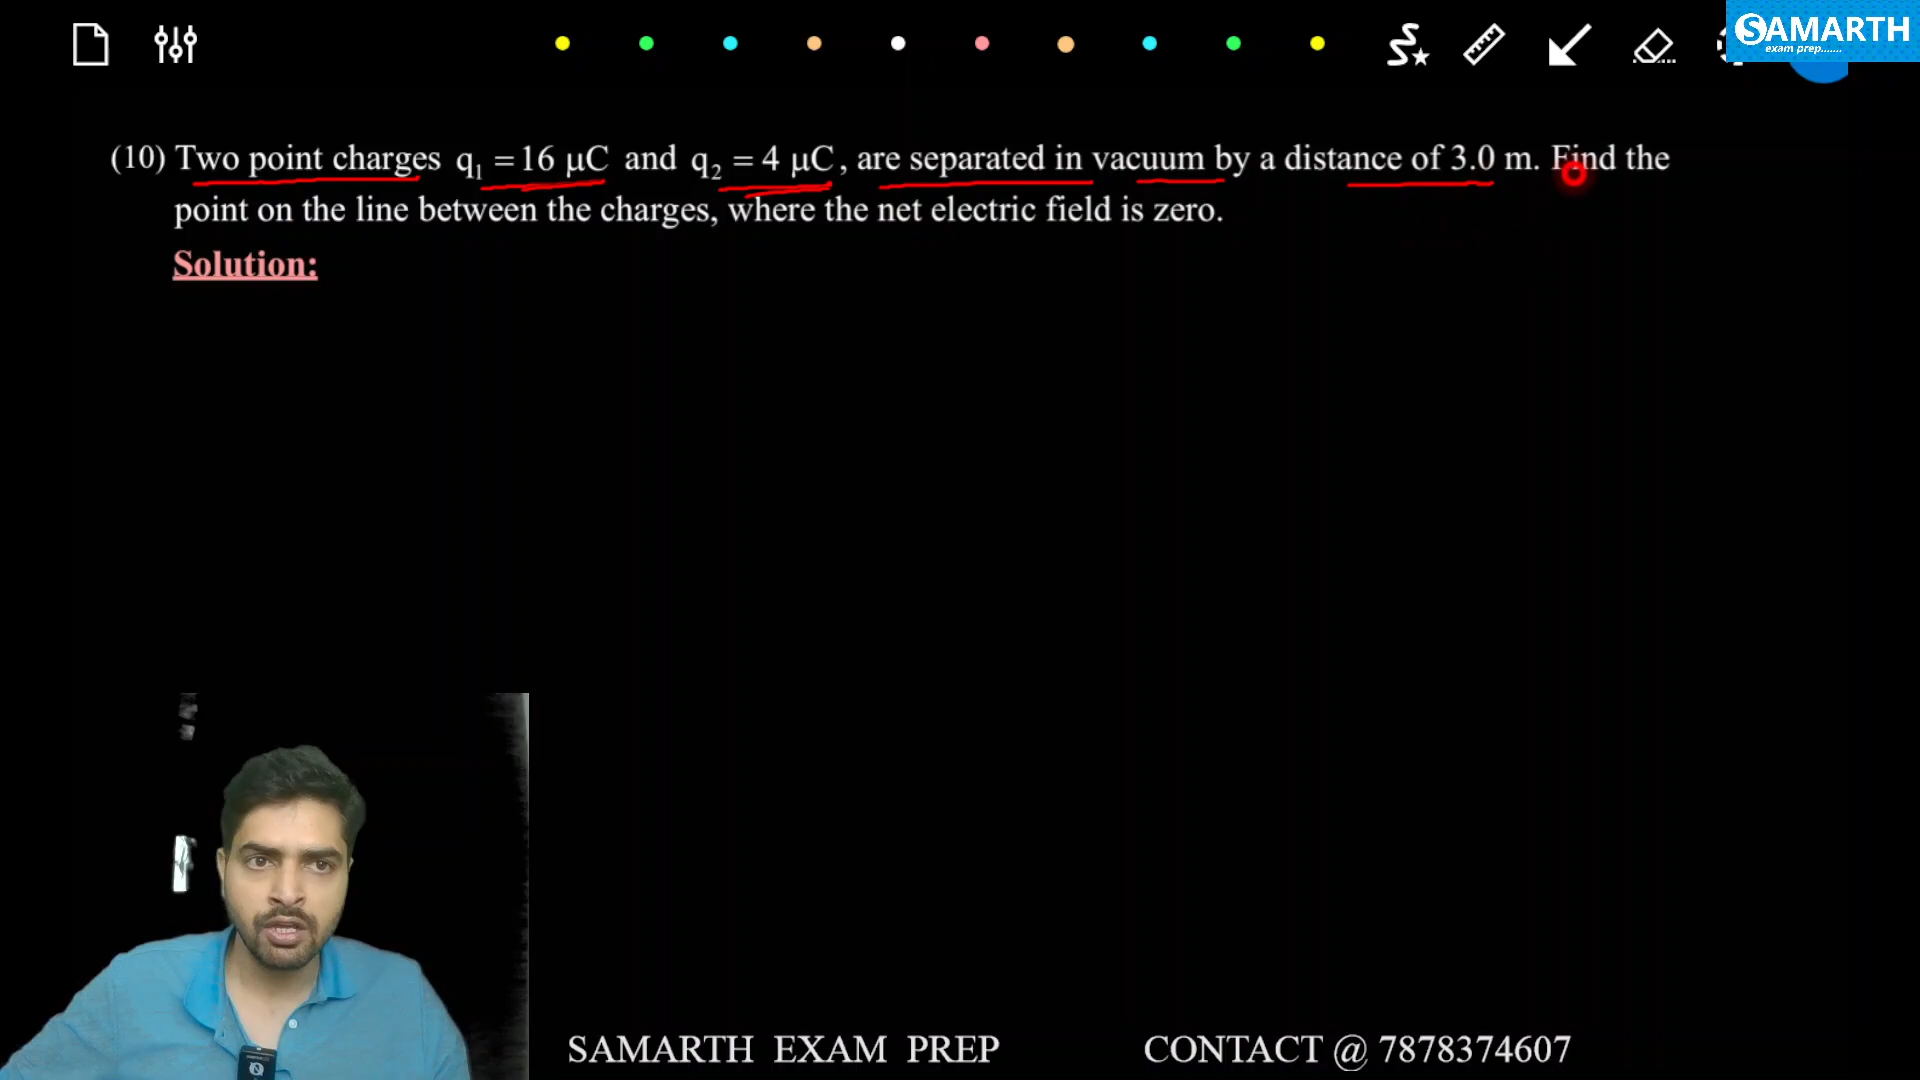 SAMARTH
exam prep......
(10) Two point charges q₁ = 16 μC and q₂ = 4 μC, are separated in vacuum by a distance of 3.0 m. Find the
point on the line between the charges, where the net electric field is zero.
Solution:
SAMARTH EXAM PREP CONTACT @ 7878374607